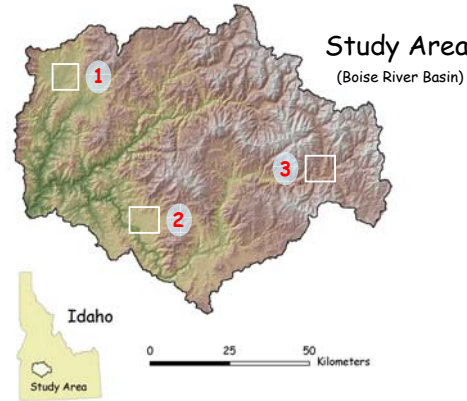 Study Area
(Boise River Basin)
1
3
2
Idaho
Study Area
0 25 50
Kilometers